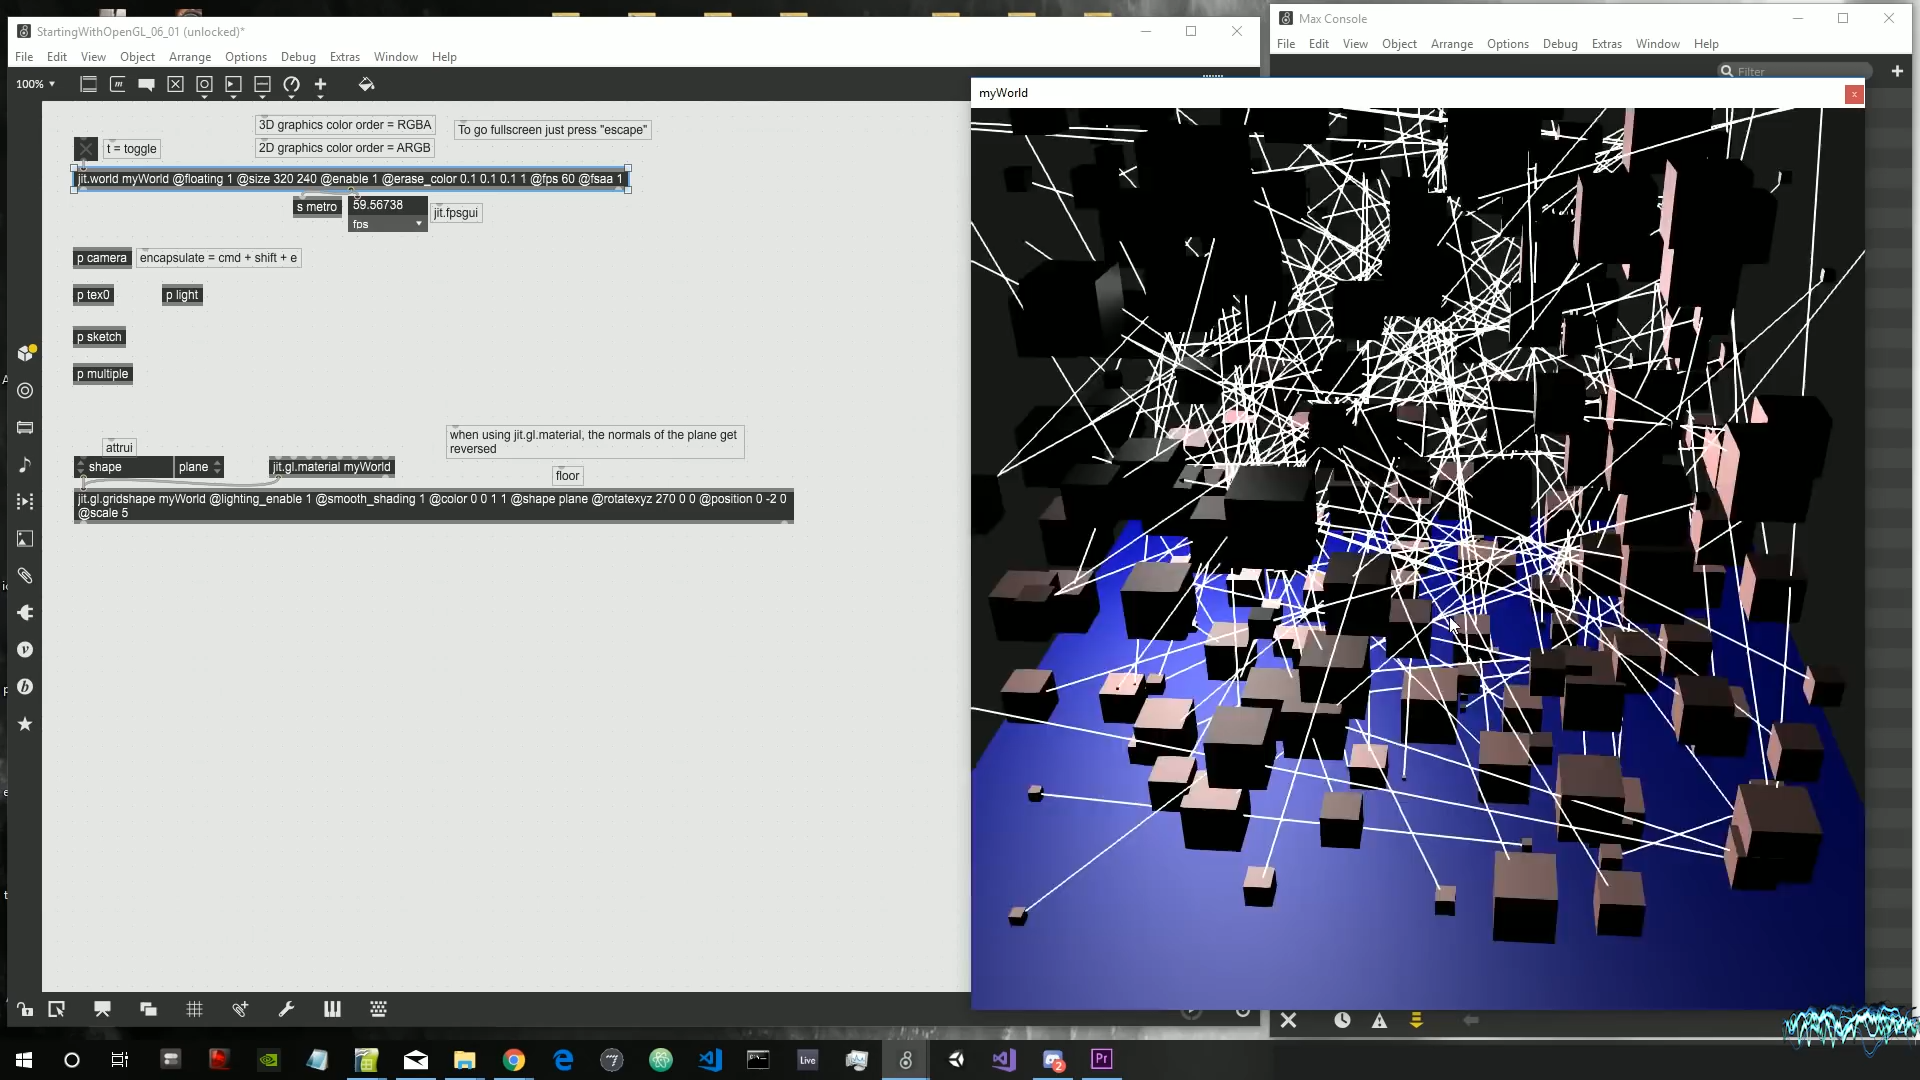 StartingWithOpenGL_06_01 (unlocked)*
File Edit View Object Arrange Options Debug Extras Window Help
100%
3D graphics color order = RGBA
To go fullscreen just press "escape"
t = toggle
2D graphics color order = ARGB
jit.world myWorld @floating 1 @size 320 240 @enable 1 @erase_color 0.1 0.1 0.1 1 @fps 60 @fsaa 1
s metro
59.56738
jit.fpsgui
fps
p camera
encapsulate = cmd + shift + e
p tex0
p light
p sketch
p multiple
attrui
when using jit.gl.material, the normals of the plane get
reversed
shape
plane
jit.gl.material myWorld
floor
jit.gl.gridshape myWorld @lighting_enable 1 @smooth_shading 1 @color 0 0 1 1 @shape plane @rotatexyz 270 0 0 @position 0 -2 0
@scale 5
Max Console
File Edit View Object Arrange Options Debug Extras Window Help
Filter
myWorld
x
Live
2
Pr